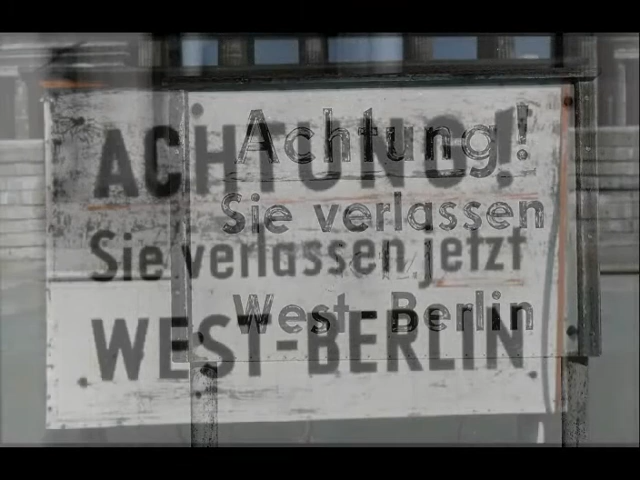 Achtung!
ACHTUNG!
Sie verlassen
Sie verlassen jetzt
West-Berlin
WEST-BERLIN